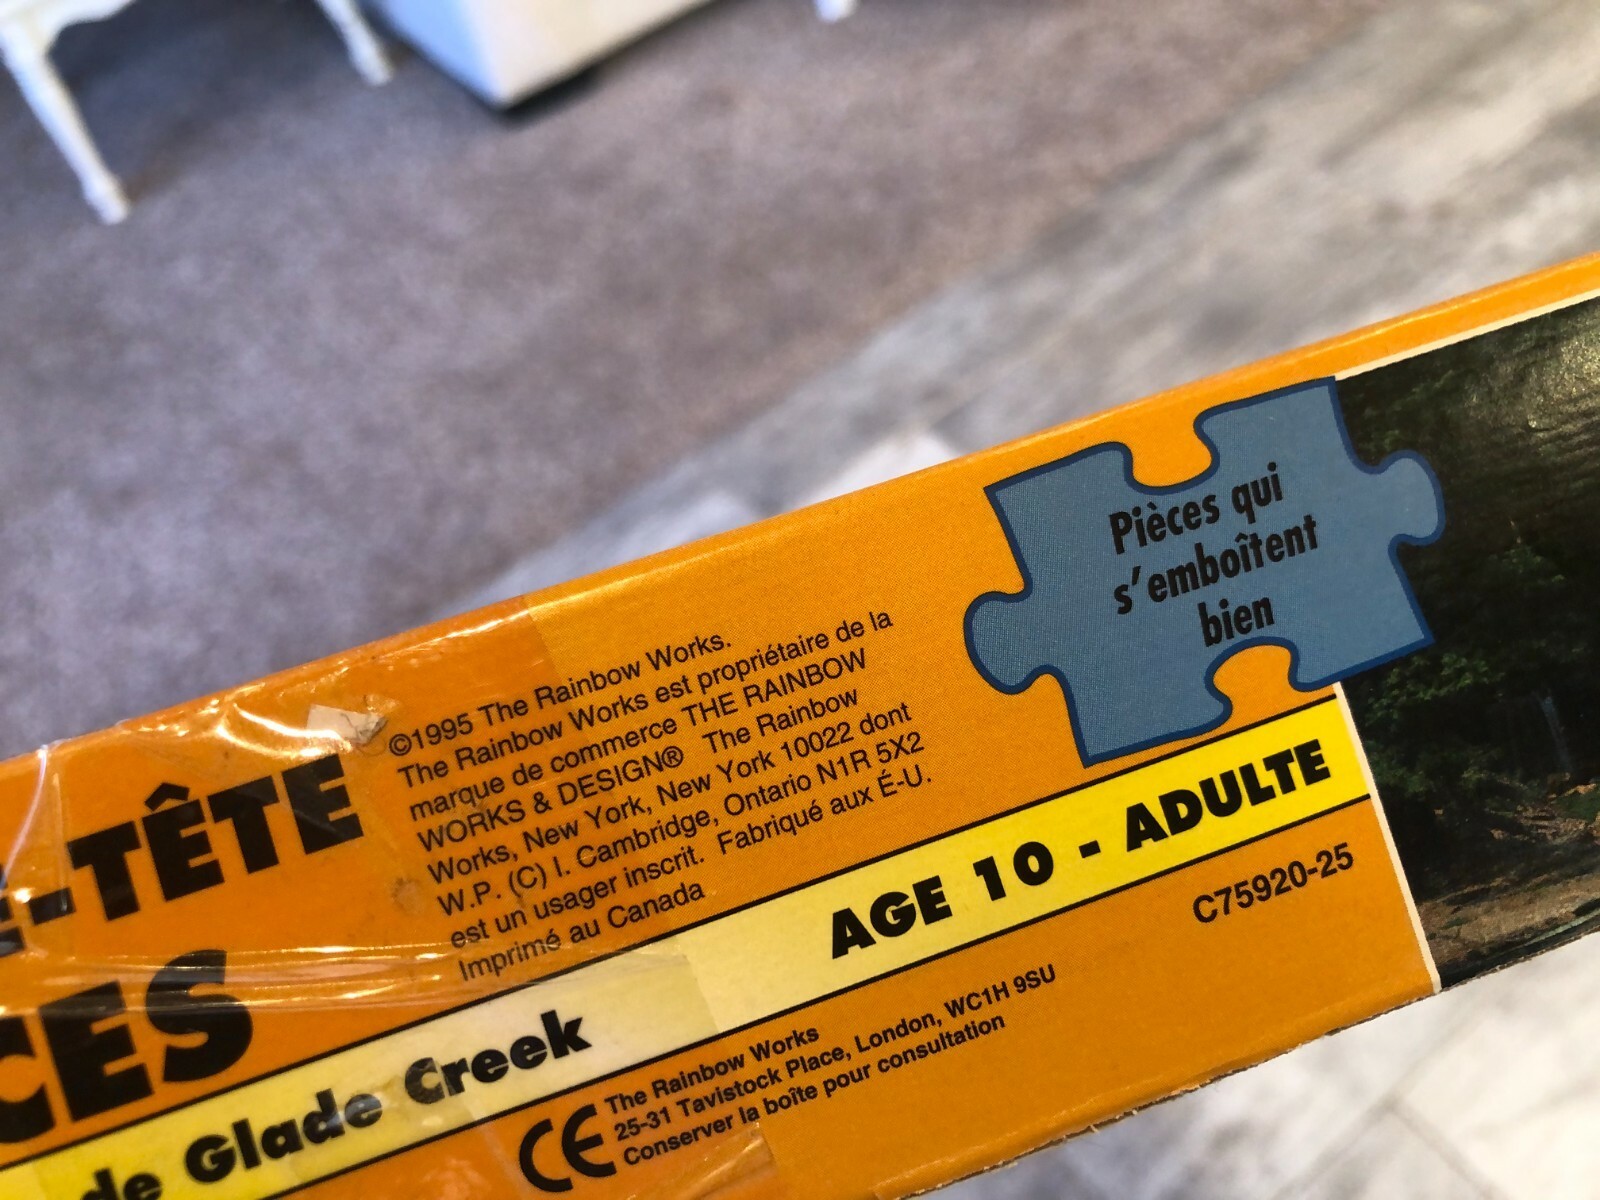 -TÊTE
CES
©1995 The Rainbow Works.
The Rainbow Works est propriétaire de la
marque de commerce THE RAINBOW
WORKS & DESIGN® The Rainbow
Works, New York, New York 10022 dont
W.P. (C) I. Cambridge, Ontario N1R 5X2
est un usager inscrit. Fabriqué aux É-U.
Imprimé au Canada
Pièces qui
s'emboîtent
bien
de Glade Creek
AGE 10 - ADULTE
C75920-25
CE
The Rainbow Works
25-31 Tavistock Place, London, WC1H 9SU
Conserver la boîte pour consultation